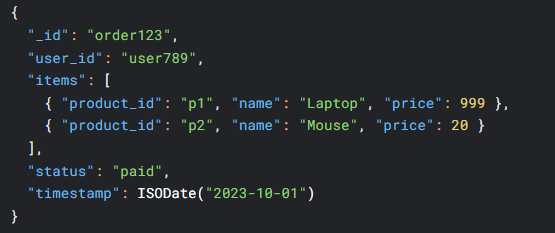 {
  "_id": "order123",
  "user_id": "user789",
  "items": [
    { "product_id": "p1", "name": "Laptop", "price": 999 },
    { "product_id": "p2", "name": "Mouse", "price": 20 }
  ],
  "status": "paid",
  "timestamp": ISODate("2023-10-01")
}